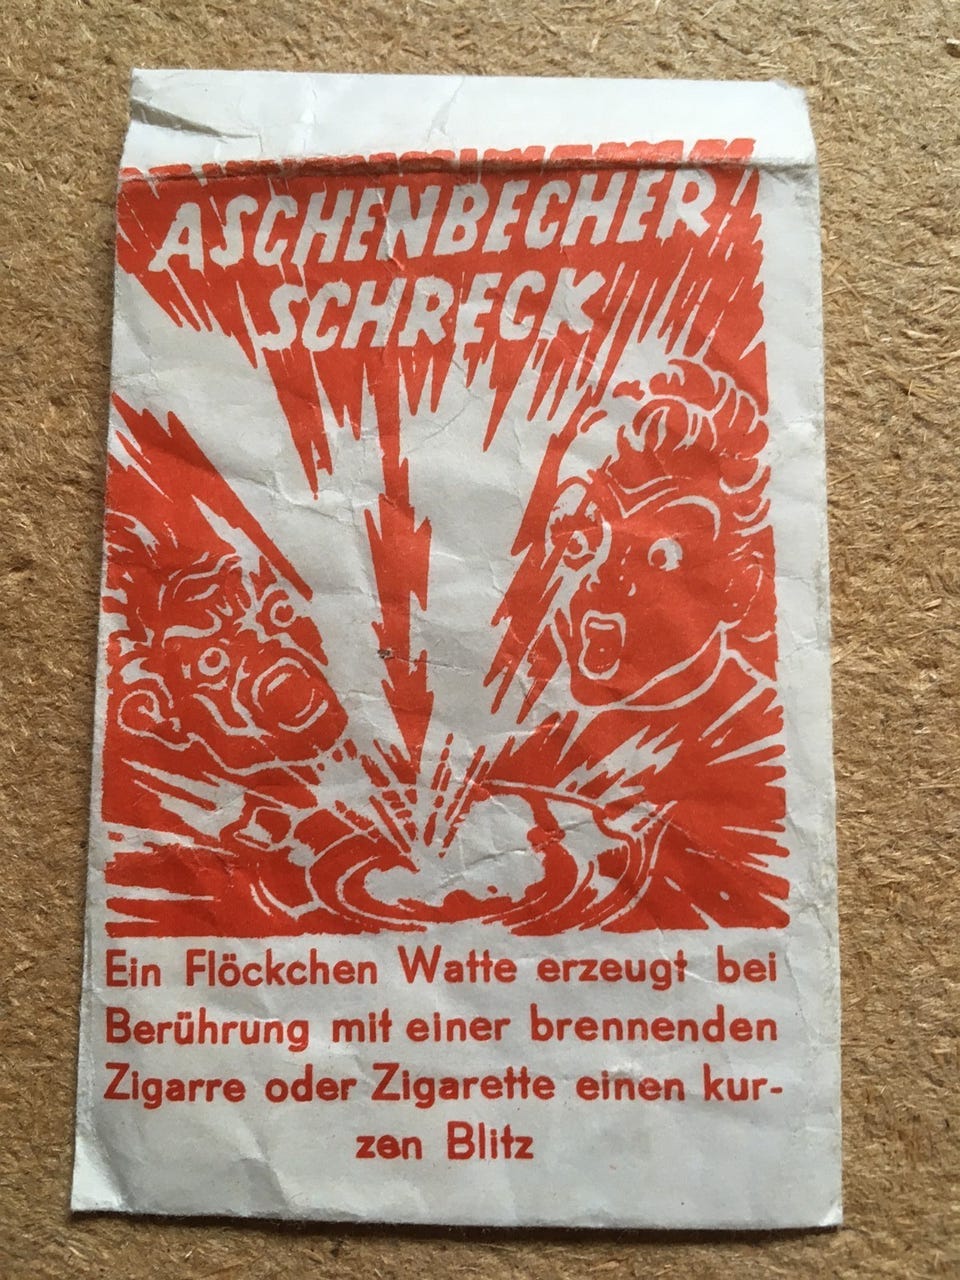 ASCHENBECHER
SCHRECK
Ein Flöckchen Watte erzeugt bei
Berührung mit einer brennenden
Zigarre oder Zigarette einen kur-
zen Blitz